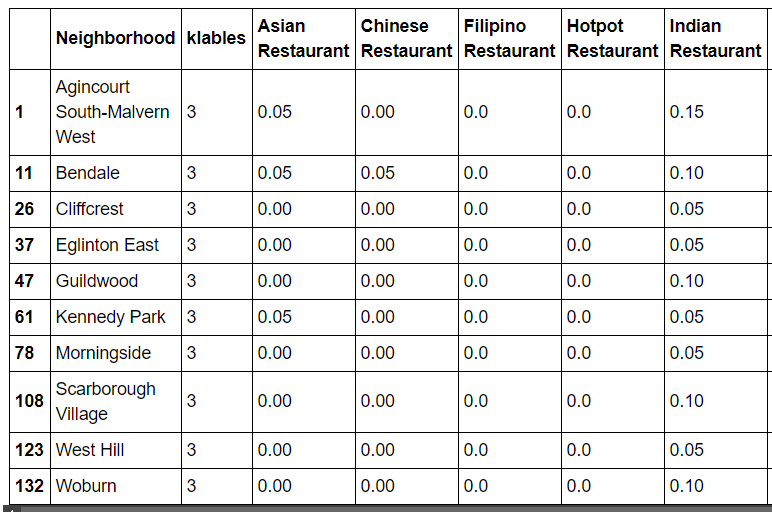 Neighborhood klables Asian Restaurant Chinese Restaurant Filipino Restaurant Hotpot Restaurant Indian Restaurant
1 Agincourt South-Malvern West 3 0.05 0.00 0.0 0.0 0.15
11 Bendale 3 0.05 0.05 0.0 0.0 0.10
26 Cliffcrest 3 0.00 0.00 0.0 0.0 0.05
37 Eglinton East 3 0.00 0.00 0.0 0.0 0.05
47 Guildwood 3 0.00 0.00 0.0 0.0 0.10
61 Kennedy Park 3 0.05 0.00 0.0 0.0 0.05
78 Morningside 3 0.00 0.00 0.0 0.0 0.05
108 Scarborough Village 3 0.00 0.00 0.0 0.0 0.10
123 West Hill 3 0.00 0.00 0.0 0.0 0.05
132 Woburn 3 0.00 0.00 0.0 0.0 0.10